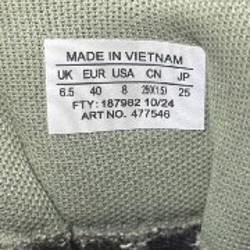 MADE IN VIETNAM
UK EUR USA CN JP
6.5 40 8 250(1.5) 25
FTY: 187982 10/24
ART NO. 477546